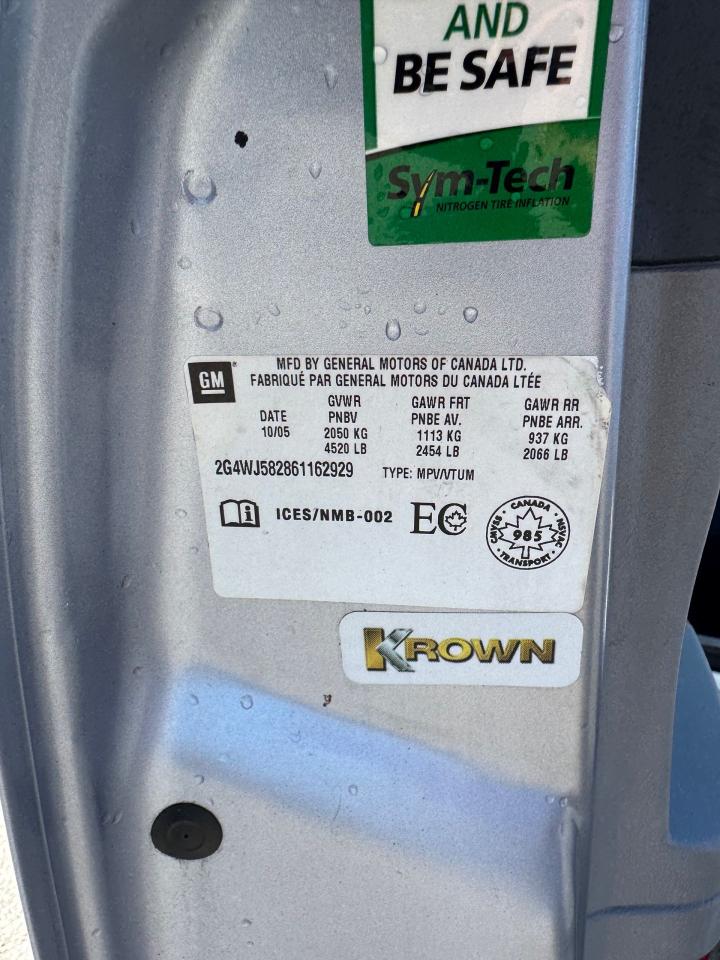 AND
BE SAFE
Sym-Tech
NITROGEN TIRE INFLATION
GM
MFD BY GENERAL MOTORS OF CANADA LTD.
FABRIQUÉ PAR GENERAL MOTORS DU CANADA LTÉE
GVWR GAWR FRT GAWR RR
DATE PNBV PNBE AV. PNBE ARR.
10/05 2050 KG 1113 KG 937 KG
4520 LB 2454 LB 2066 LB
2G4WJ582861162929 TYPE: MPV/VTUM
i ICES/NMB-002 EC
CANADA
CMVSS 985 NSVAC
TRANSPORT
KROWN